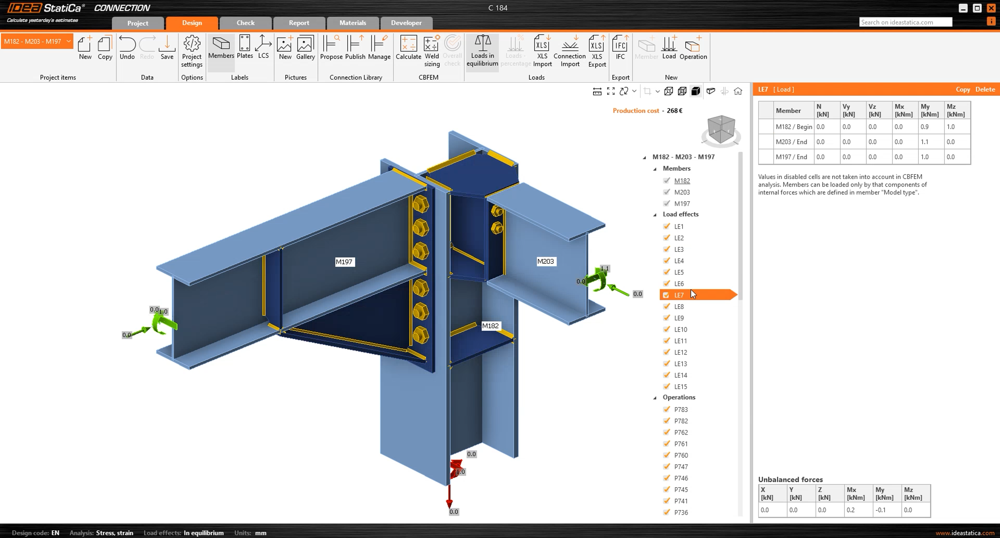 IDEA StatiCa® CONNECTION
Calculate yesterday's estimates
C 184
Project
Design
Check
Report
Materials
Developer
Search on ideastatica.com
i
M182 - M203 - M197
New
Copy
Undo
Redo
Save
Project settings
Members
Plates
LCS
New
Gallery
Propose
Publish
Manage
Calculate
Weld sizing
Overall check
Loads in equilibrium
Loads - percentage
XLS Import
Connection Import
XLS Export
IFC
Member
Load
Operation
Project items
Data
Options
Labels
Pictures
Connection Library
CBFEM
Loads
Export
New
Production cost - 268 €
M197
M203
M182
0.0
1.0
0.0
1.1
0.0
0.0
0.0
1.0
0.0
M182 - M203 - M197
Members
M182
M203
M197
Load effects
LE1
LE2
LE3
LE4
LE5
LE6
LE7
LE8
LE9
LE10
LE11
LE12
LE13
LE14
LE15
Operations
P783
P782
P762
P761
P760
P747
P746
P745
P741
P736
LE7 [ Load ] Copy Delete
Member N [kN] Vy [kN] Vz [kN] Mx [kNm] My [kNm] Mz [kNm]
M182 / Begin 0.0 0.0 0.0 0.0 0.9 1.0
M203 / End 0.0 0.0 0.0 0.0 1.1 0.0
M197 / End 0.0 0.0 0.0 0.0 1.0 0.0
Values in disabled cells are not taken into account in CBFEM
analysis. Members can be loaded only by that components of
internal forces which are defined in member "Model type".
Unbalanced forces
X [kN] Y [kN] Z [kN] Mx [kNm] My [kNm] Mz [kNm]
0.0 0.0 0.0 0.2 -0.1 0.0
Design code: EN Analysis: Stress, strain Load effects: In equilibrium Units: mm
www.ideastatica.com